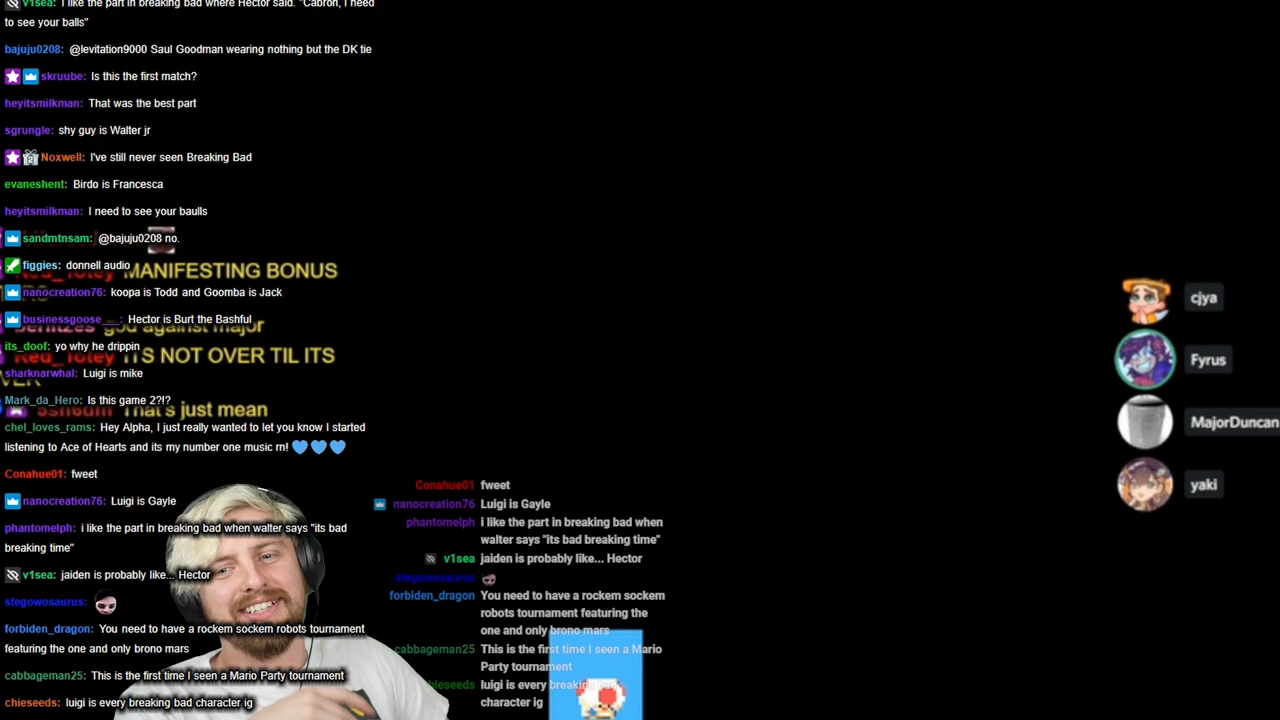 v1sea: I like the part in breaking bad where Hector said. "Cabron, I need
to see your balls"
bajuju0208: @levitation9000 Saul Goodman wearing nothing but the DK tie
skruube: Is this the first match?
heyitsmilkman: That was the best part
sgrungle: shy guy is Walter jr
Noxwell: I've still never seen Breaking Bad
evaneshent: Birdo is Francesca
heyitsmilkman: I need to see your baulls
sandmtnsam: @bajuju0208 no.
figgies: donnell audio
Red_Totey MANIFESTING BONUS
nanocreation76: koopa is Todd and Goomba is Jack
businessgoose__: Hector is Burt the Bashful
god against major
its_doof: yo why he drippin
Red_Totey ITS NOT OVER TIL ITS
sharknarwhal: Luigi is mike
Mark_da_Hero: Is this game 2?!?
That's just mean
chel_loves_rams: Hey Alpha, I just really wanted to let you know I started
listening to Ace of Hearts and its my number one music rn!
Conahue01: fweet
nanocreation76: Luigi is Gayle
phantomelph: i like the part in breaking bad when walter says "its bad
breaking time"
v1sea: jaiden is probably like... Hector
stegowosaurus:
forbiden_dragon: You need to have a rockem sockem robots tournament
featuring the one and only brono mars
cabbageman25: This is the first time I seen a Mario Party tournament
chieseeds: luigi is every breaking bad character ig
Conahue01 fweet
nanocreation76 Luigi is Gayle
phantomelph i like the part in breaking bad when
walter says "its bad breaking time"
v1sea jaiden is probably like... Hector
stegowosaurus
forbiden_dragon You need to have a rockem sockem
robots tournament featuring the
one and only brono mars
cabbageman25 This is the first time I seen a Mario
Party tournament
chieseeds luigi is every breaking bad
character ig
cjya
Fyrus
MajorDuncan
yaki